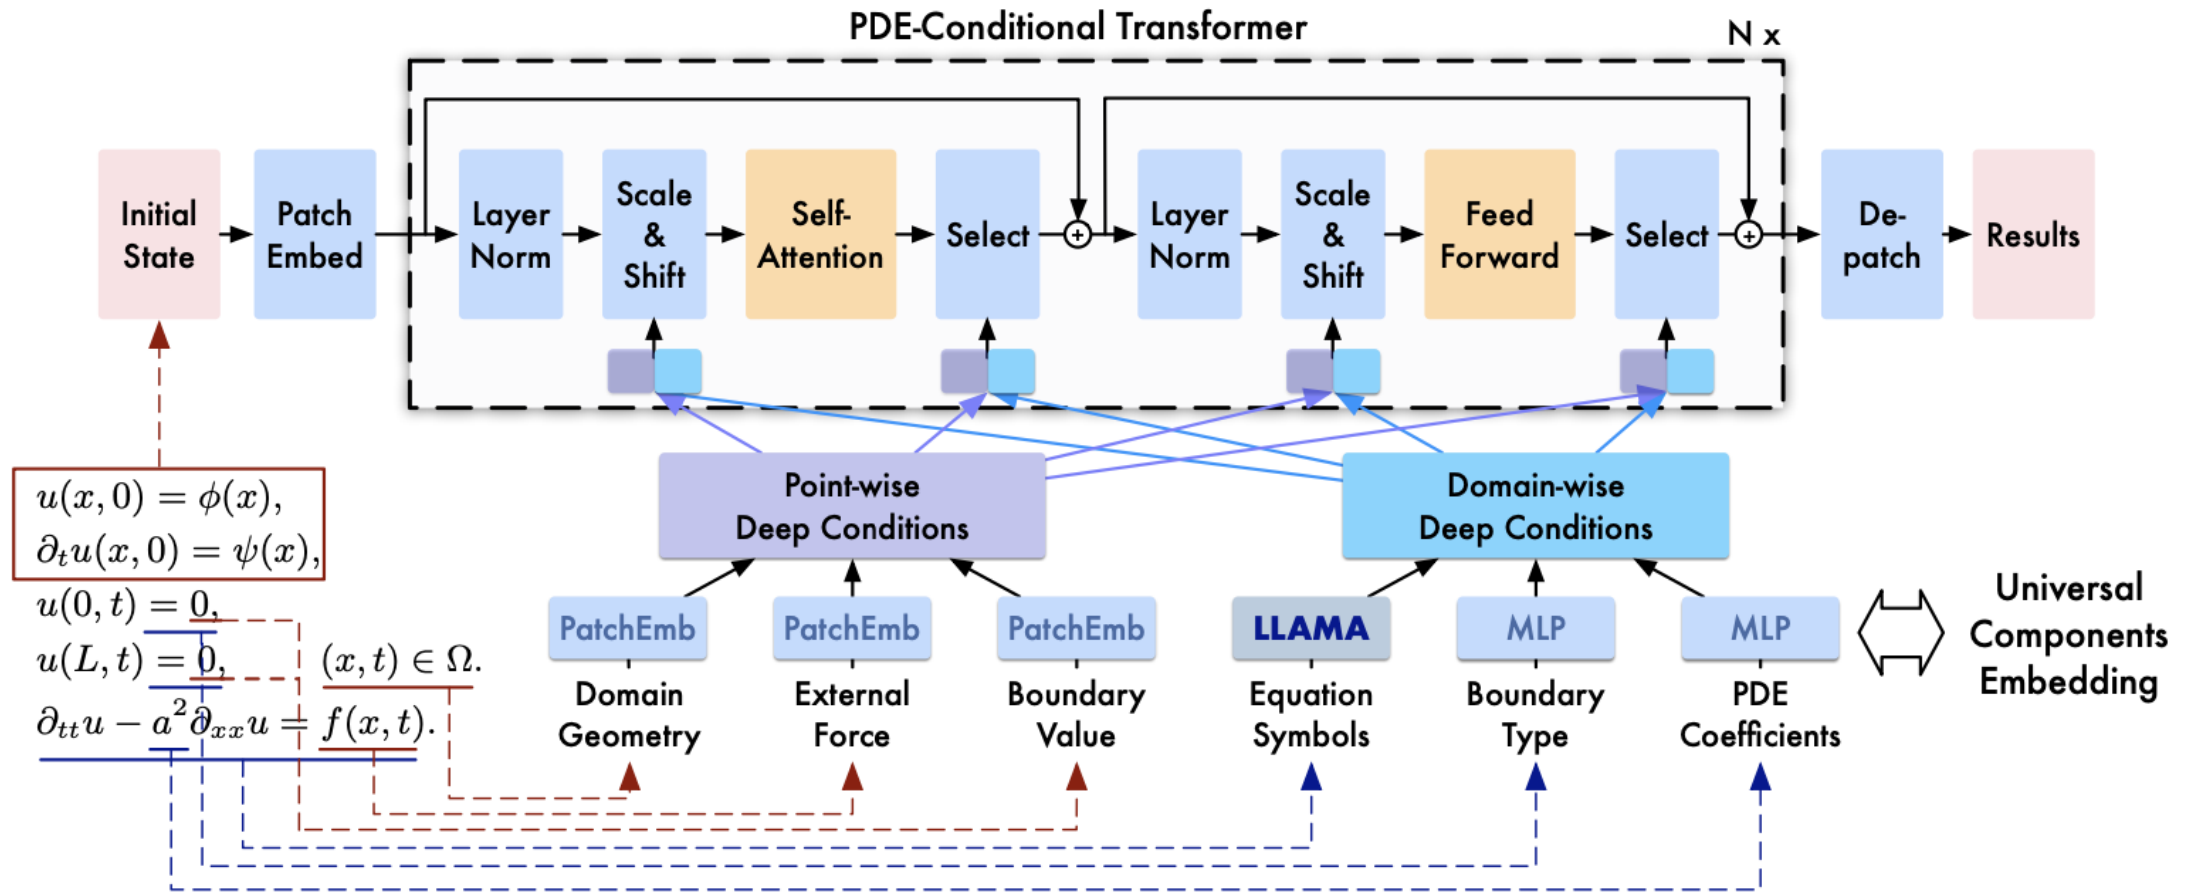 PDE-Conditional Transformer
N x
Initial
State
Patch
Embed
Layer
Norm
Scale
&
Shift
Self-
Attention
Select
+
Layer
Norm
Scale
&
Shift
Feed
Forward
Select
+
De-
patch
Results
u(x, 0) = ϕ(x),
∂ₜu(x, 0) = ψ(x),
u(0, t) = 0,
u(L, t) = 0,
(x, t) ∈ Ω.
∂ₜₜu − a²∂ₓₓu = f(x, t).
Point-wise
Deep Conditions
Domain-wise
Deep Conditions
PatchEmb
PatchEmb
PatchEmb
LLAMA
MLP
MLP
Domain
Geometry
External
Force
Boundary
Value
Equation
Symbols
Boundary
Type
PDE
Coefficients
Universal
Components
Embedding